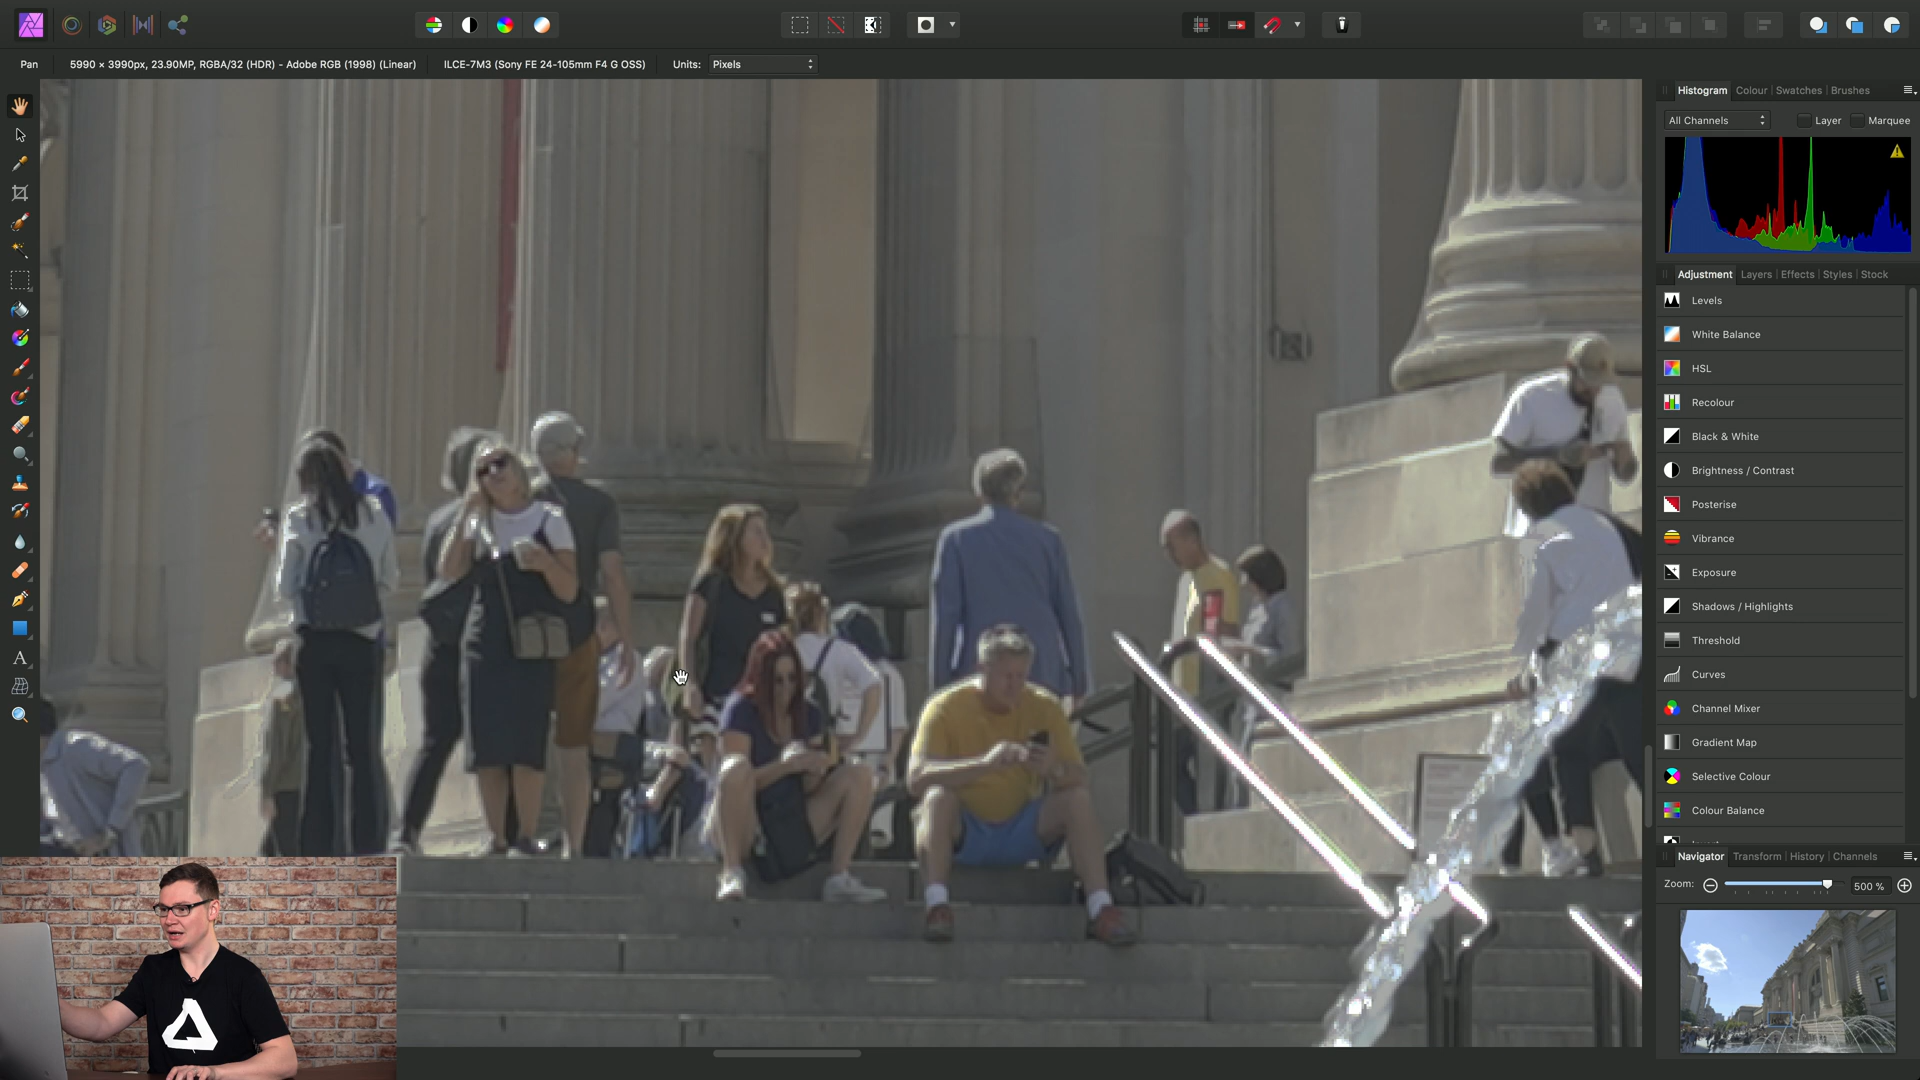 Pan
5990 × 3990px, 23.90MP, RGBA/32 (HDR) - Adobe RGB (1998) (Linear)
ILCE-7M3 (Sony FE 24-105mm F4 G OSS)
Units:
Pixels
Histogram
Colour
Swatches
Brushes
All Channels
Layer
Marquee
Adjustment
Layers
Effects
Styles
Stock
Levels
White Balance
HSL
Recolour
Black & White
Brightness / Contrast
Posterise
Vibrance
Exposure
Shadows / Highlights
Threshold
Curves
Channel Mixer
Gradient Map
Selective Colour
Colour Balance
Navigator
Transform
History
Channels
Zoom:
500 %